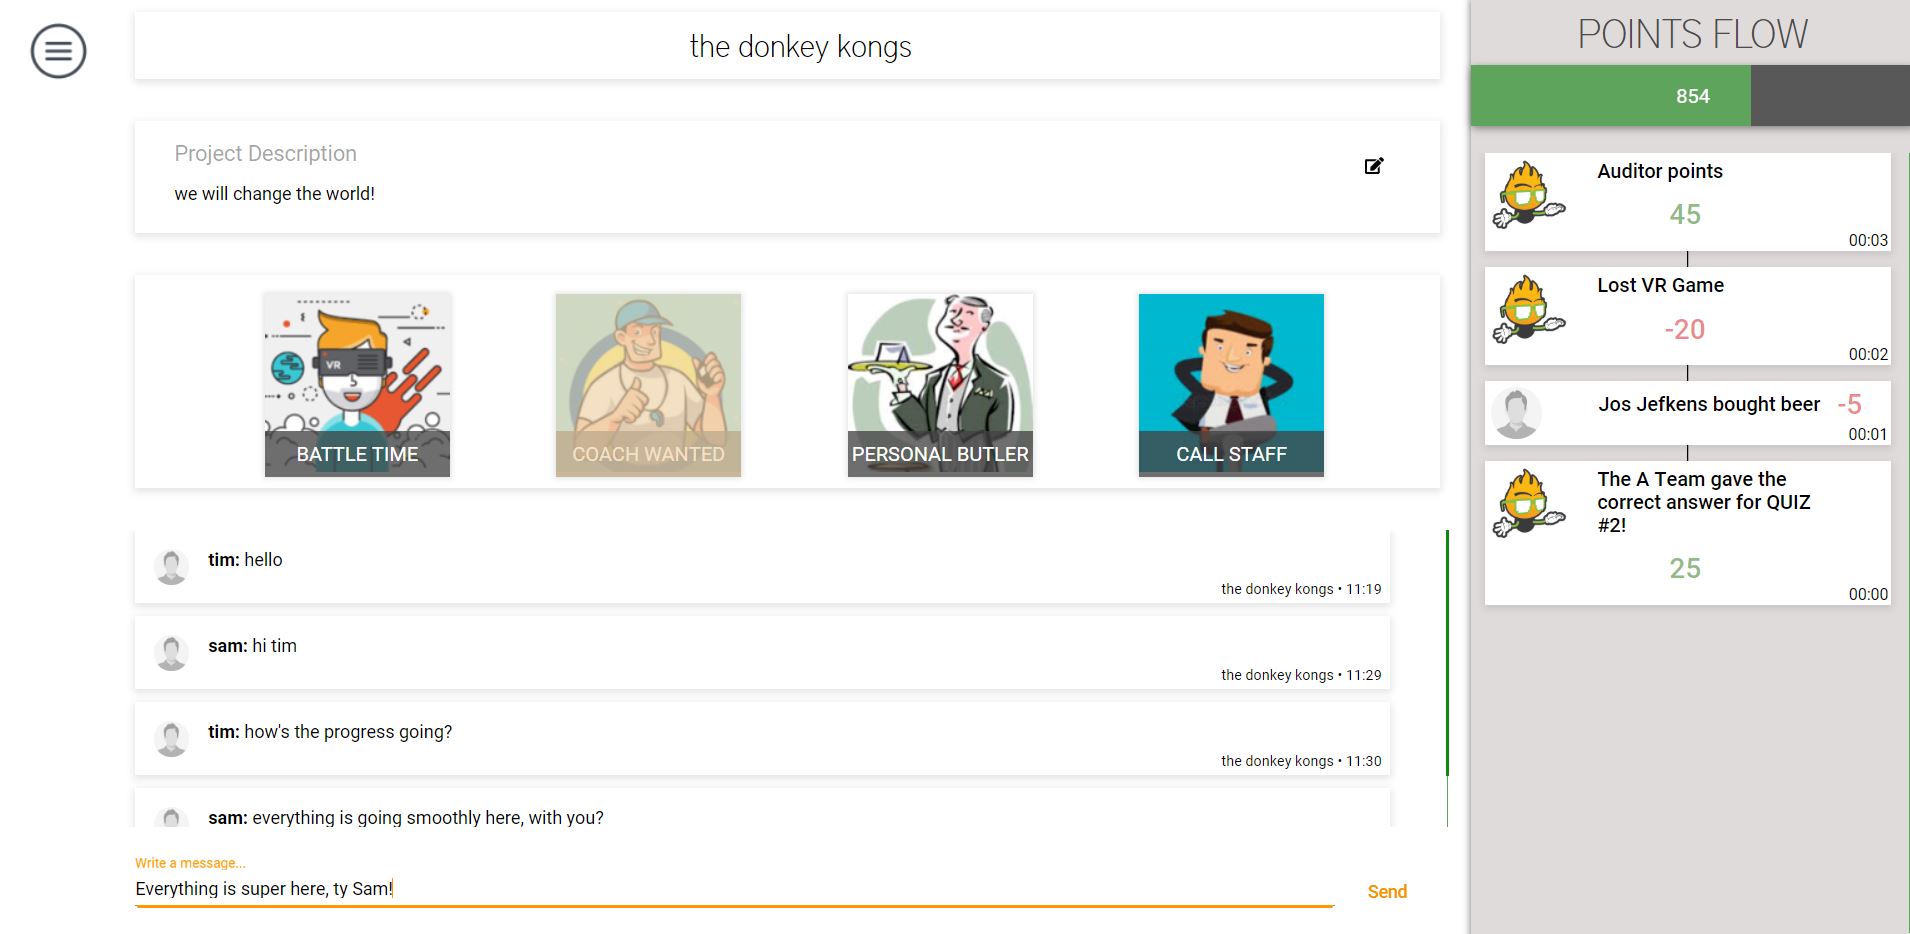 the donkey kongs
Project Description
we will change the world!
VR
BATTLE TIME
COACH WANTED
PERSONAL BUTLER
CALL STAFF
tim: hello
the donkey kongs • 11:19
sam: hi tim
the donkey kongs • 11:29
tim: how's the progress going?
the donkey kongs • 11:30
sam: everything is going smoothly here, with you?
Write a message...
Everything is super here, ty Sam!
Send
POINTS FLOW
854
Auditor points
45
00:03
Lost VR Game
-20
00:02
Jos Jefkens bought beer -5
00:01
The A Team gave the
correct answer for QUIZ
#2!
25
00:00